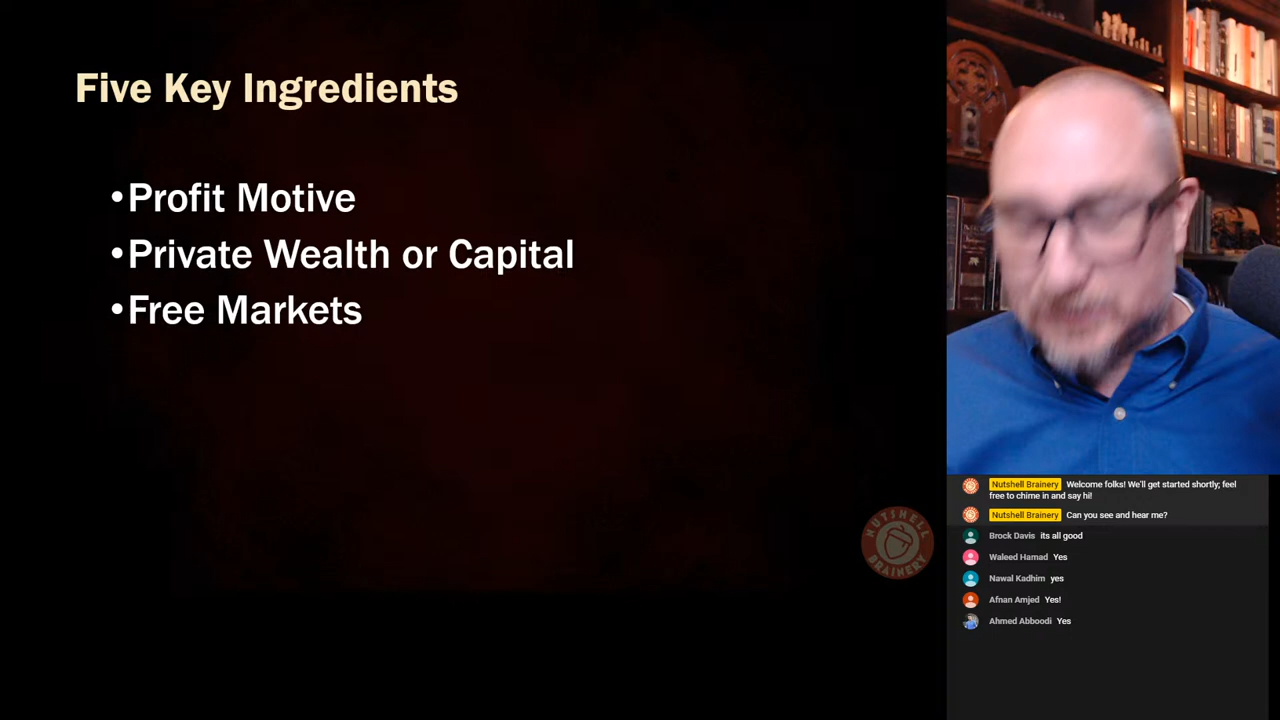 Five Key Ingredients
•Profit Motive
•Private Wealth or Capital
•Free Markets
NUTSHELL
BRAINERY
Nutshell Brainery Welcome folks! We'll get started shortly; feel
free to chime in and say hi!
Nutshell Brainery Can you see and hear me?
Brock Davis its all good
Waleed Hamad Yes
Nawal Kadhim yes
Afnan Amjed Yes!
Ahmed Abboodi Yes